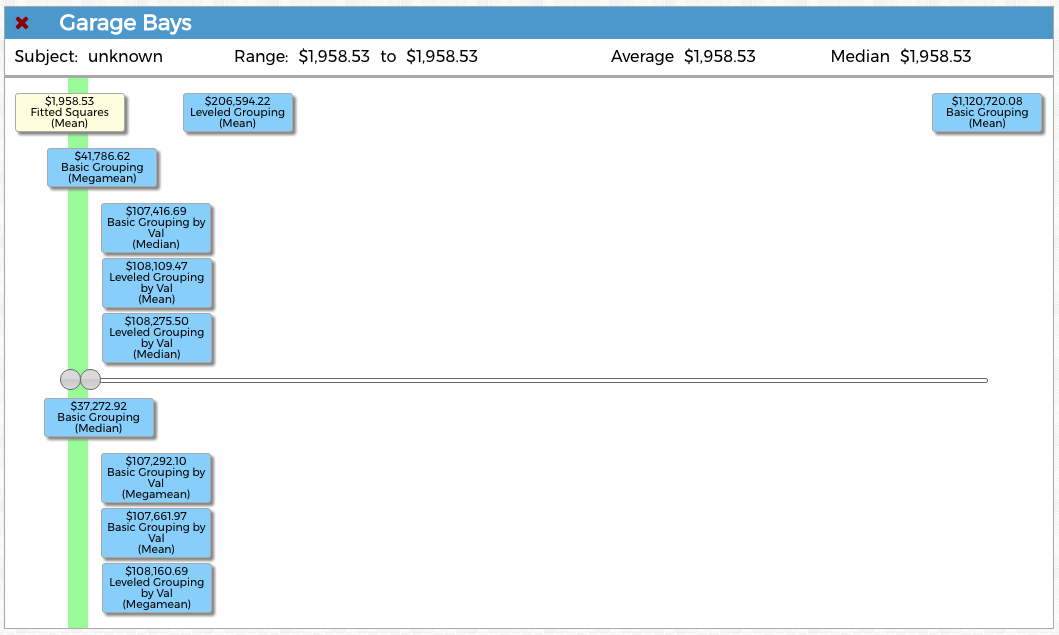 Garage Bays
Subject: unknown Range: $1,958.53 to $1,958.53 Average $1,958.53 Median $1,958.53
$1,958.53
Fitted Squares
(Mean)
$206,594.22
Leveled Grouping
(Mean)
$1,120,720.08
Basic Grouping
(Mean)
$41,786.62
Basic Grouping
(Megamean)
$107,416.69
Basic Grouping by
Val
(Median)
$108,109.47
Leveled Grouping
by Val
(Mean)
$108,275.50
Leveled Grouping
by Val
(Median)
$37,272.92
Basic Grouping
(Median)
$107,292.10
Basic Grouping by
Val
(Megamean)
$107,661.97
Basic Grouping by
Val
(Mean)
$108,160.69
Leveled Grouping
by Val
(Megamean)